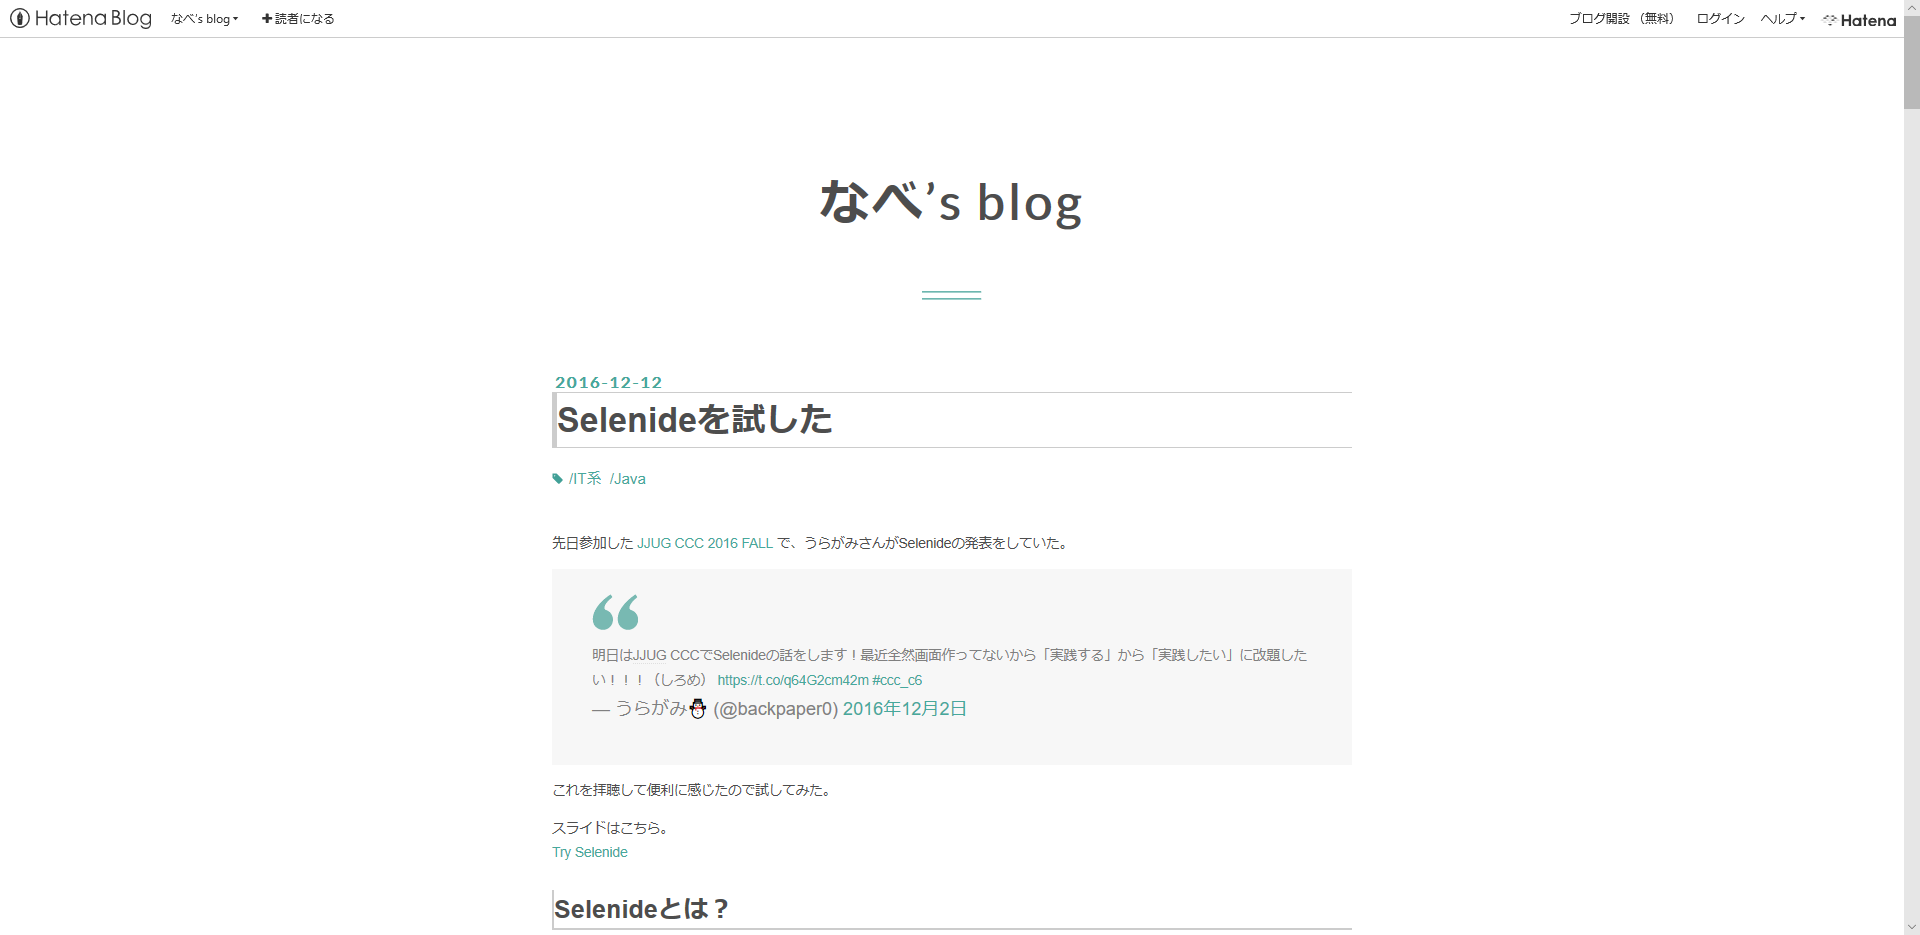 Hatena Blog なべ's blog 読者になる ブログ開設（無料） ログイン ヘルプ Hatena
なべ's blog
2016-12-12
Selenideを試した
/IT系 /Java
先日参加した JJUG CCC 2016 FALL で、うらがみさんがSelenideの発表をしていた。
明日はJJUG CCCでSelenideの話をします！最近全然画面作ってないから「実践する」から「実践したい」に改題した
い！！！（しろめ） https://t.co/q64G2cm42m #ccc_c6
— うらがみ⛄ (@backpaper0) 2016年12月2日
これを拝聴して便利に感じたので試してみた。
スライドはこちら。
Try Selenide
Selenideとは？